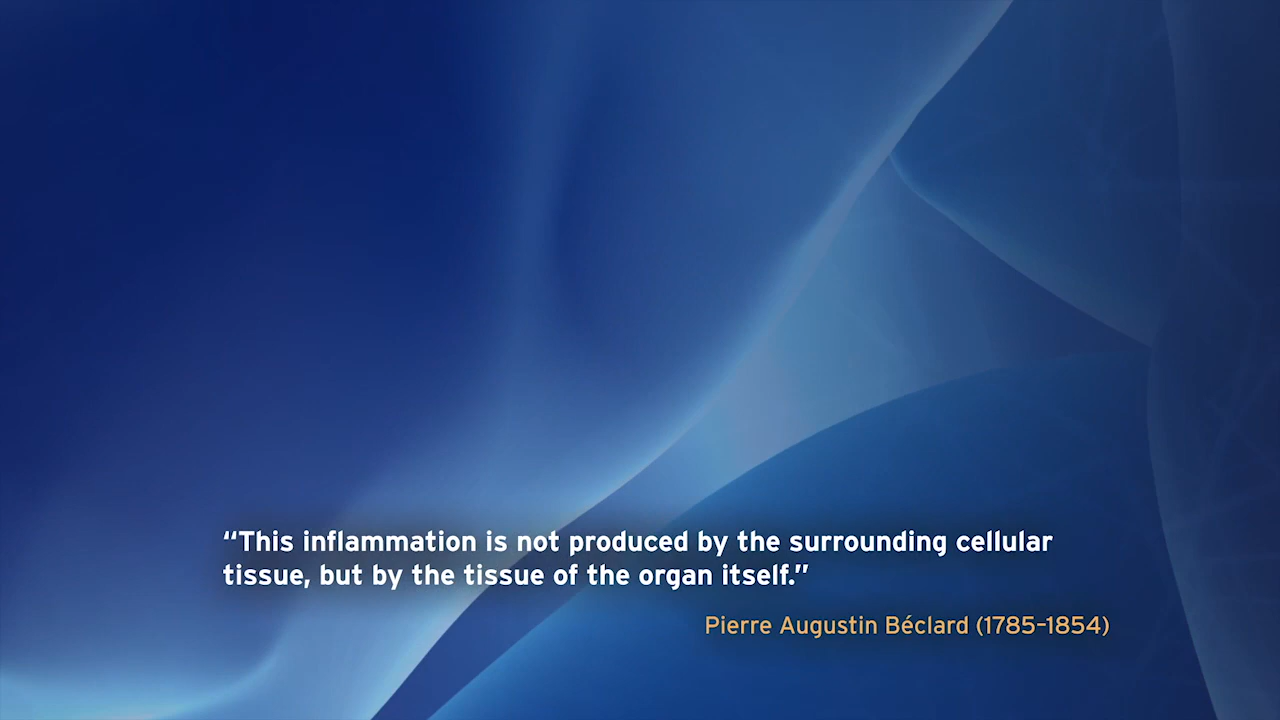 “This inflammation is not produced by the surrounding cellular
tissue, but by the tissue of the organ itself.”
Pierre Augustin Béclard (1785–1854)